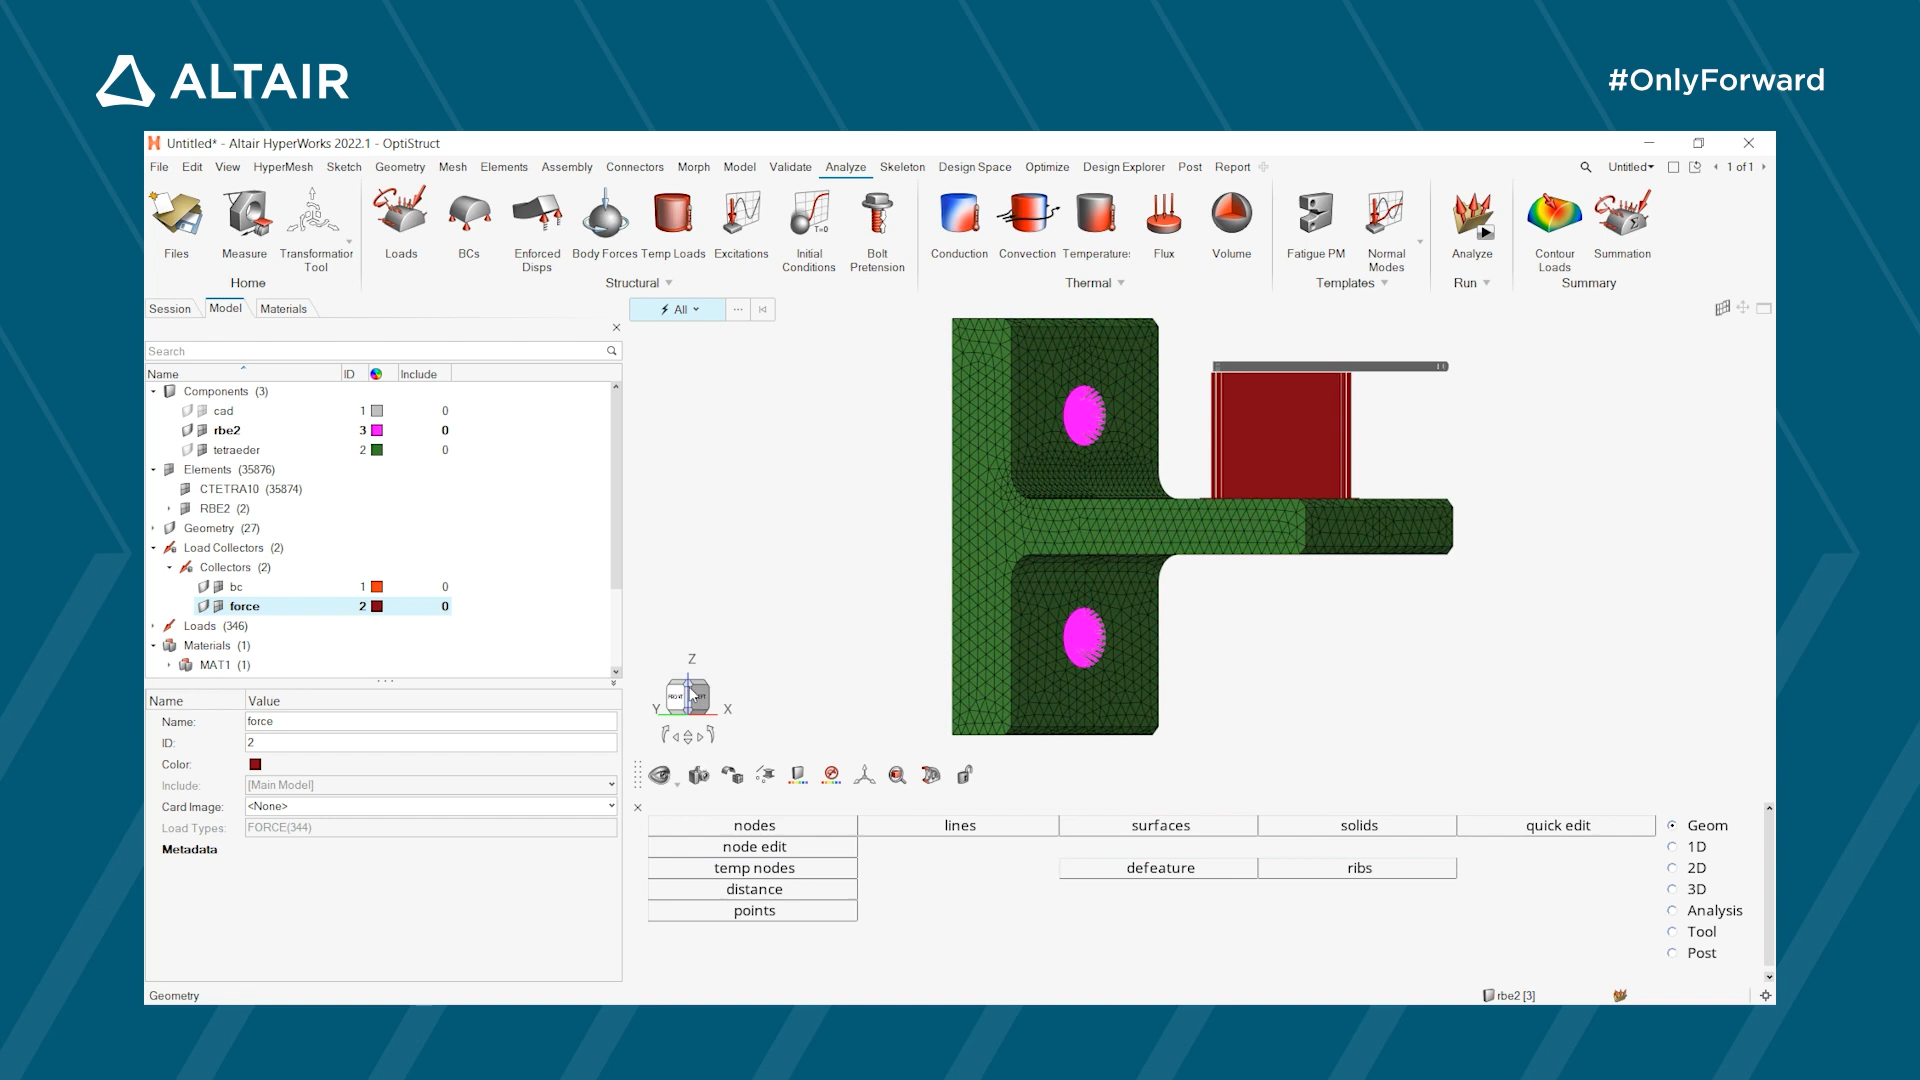 ALTAIR
#OnlyForward
Untitled* - Altair HyperWorks 2022.1 - OptiStruct
File Edit View HyperMesh Sketch Geometry Mesh Elements Assembly Connectors Morph Model Validate Analyze Skeleton Design Space Optimize Design Explorer Post Report Untitled 1 of 1
Files Measure Transformation Tool Loads BCs Enforced Disps Body Forces Temp Loads Excitations Initial Conditions Bolt Pretension Conduction Convection Temperature: Flux Volume Fatigue PM Normal Modes Analyze Contour Loads Summation
T=0
Home Structural Thermal Templates Run Summary
Session Model Materials
All
Search
Name ID Include
Components (3)
cad 1 0
rbe2 3 0
tetraeder 2 0
Elements (35876)
CTETRA10 (35874)
RBE2 (2)
Geometry (27)
Load Collectors (2)
Collectors (2)
bc 1 0
force 2 0
Loads (346)
Materials (1)
MAT1 (1)
Name Value
Name: force
ID: 2
Color:
Include: [Main Model]
Card Image: <None>
Load Types: FORCE(344)
Metadata
Z
Y
X
FRONT
nodes lines surfaces solids quick edit
node edit
temp nodes defeature ribs
distance
points
Geom
1D
2D
3D
Analysis
Tool
Post
Geometry
rbe2 [3]